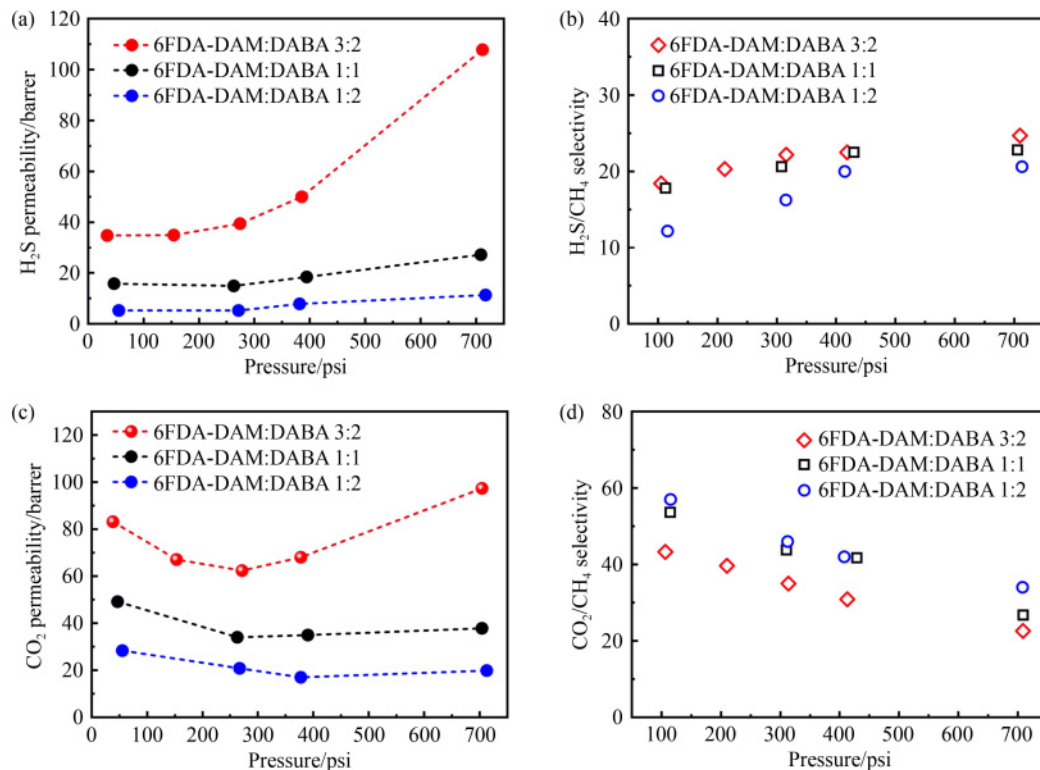 (a)
120
100
80
60
40
20
0
H₂S permeability/barrer
6FDA-DAM:DABA 3:2
6FDA-DAM:DABA 1:1
6FDA-DAM:DABA 1:2
0 100 200 300 400 500 600 700
Pressure/psi
(b)
40
30
20
10
0
H₂S/CH₄ selectivity
6FDA-DAM:DABA 3:2
6FDA-DAM:DABA 1:1
6FDA-DAM:DABA 1:2
100 200 300 400 500 600 700
Pressure/psi
(c)
120
100
80
60
40
20
0
CO₂ permeability/barrer
6FDA-DAM:DABA 3:2
6FDA-DAM:DABA 1:1
6FDA-DAM:DABA 1:2
0 100 200 300 400 500 600 700
Pressure/psi
(d)
80
60
40
20
0
CO₂/CH₄ selectivity
6FDA-DAM:DABA 3:2
6FDA-DAM:DABA 1:1
6FDA-DAM:DABA 1:2
100 200 300 400 500 600 700
Pressure/psi